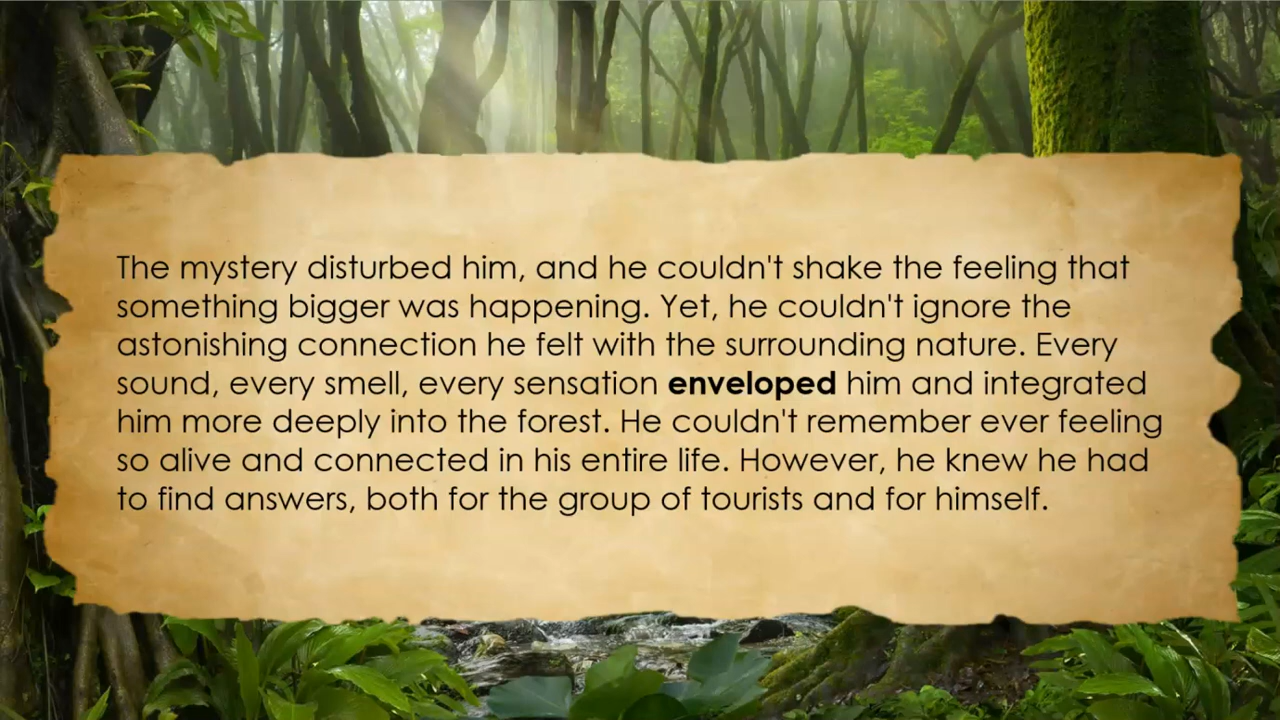 The mystery disturbed him, and he couldn't shake the feeling that
something bigger was happening. Yet, he couldn't ignore the
astonishing connection he felt with the surrounding nature. Every
sound, every smell, every sensation enveloped him and integrated
him more deeply into the forest. He couldn't remember ever feeling
so alive and connected in his entire life. However, he knew he had
to find answers, both for the group of tourists and for himself.